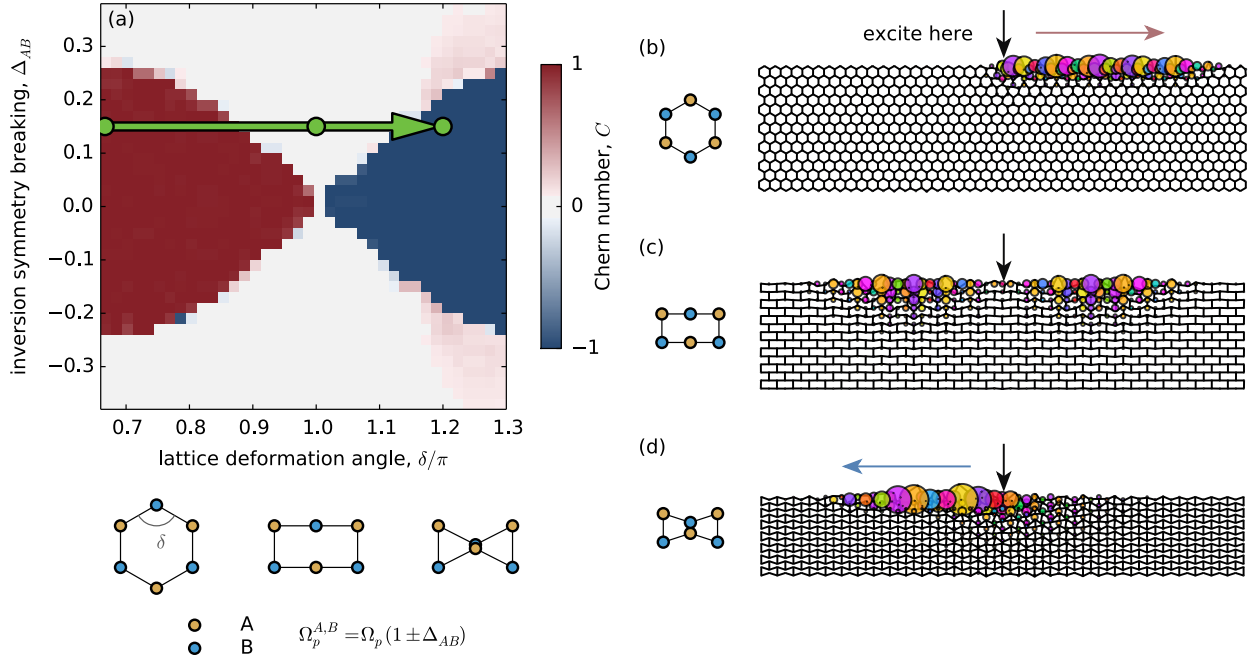 (a)
inversion symmetry breaking, Δ_AB
0.3
0.2
0.1
0.0
−0.1
−0.2
−0.3
0.7
0.8
0.9
1.0
1.1
1.2
1.3
lattice deformation angle, δ/π
1
0
−1
Chern number, C
δ
A
B
Ω_p^{A,B} = Ω_p(1 ± Δ_AB)
(b)
excite here
(c)
(d)